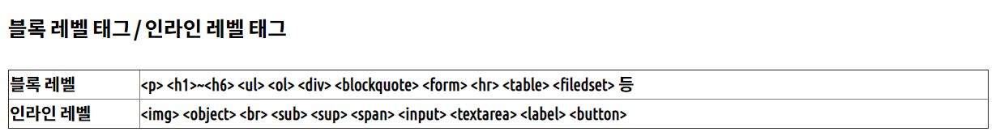 블록 레벨 태그 / 인라인 레벨 태그
블록 레벨 <p> <h1>~<h6> <ul> <ol> <div> <blockquote> <form> <hr> <table> <filedset> 등
인라인 레벨 <img> <object> <br> <sub> <sup> <span> <input> <textarea> <label> <button>